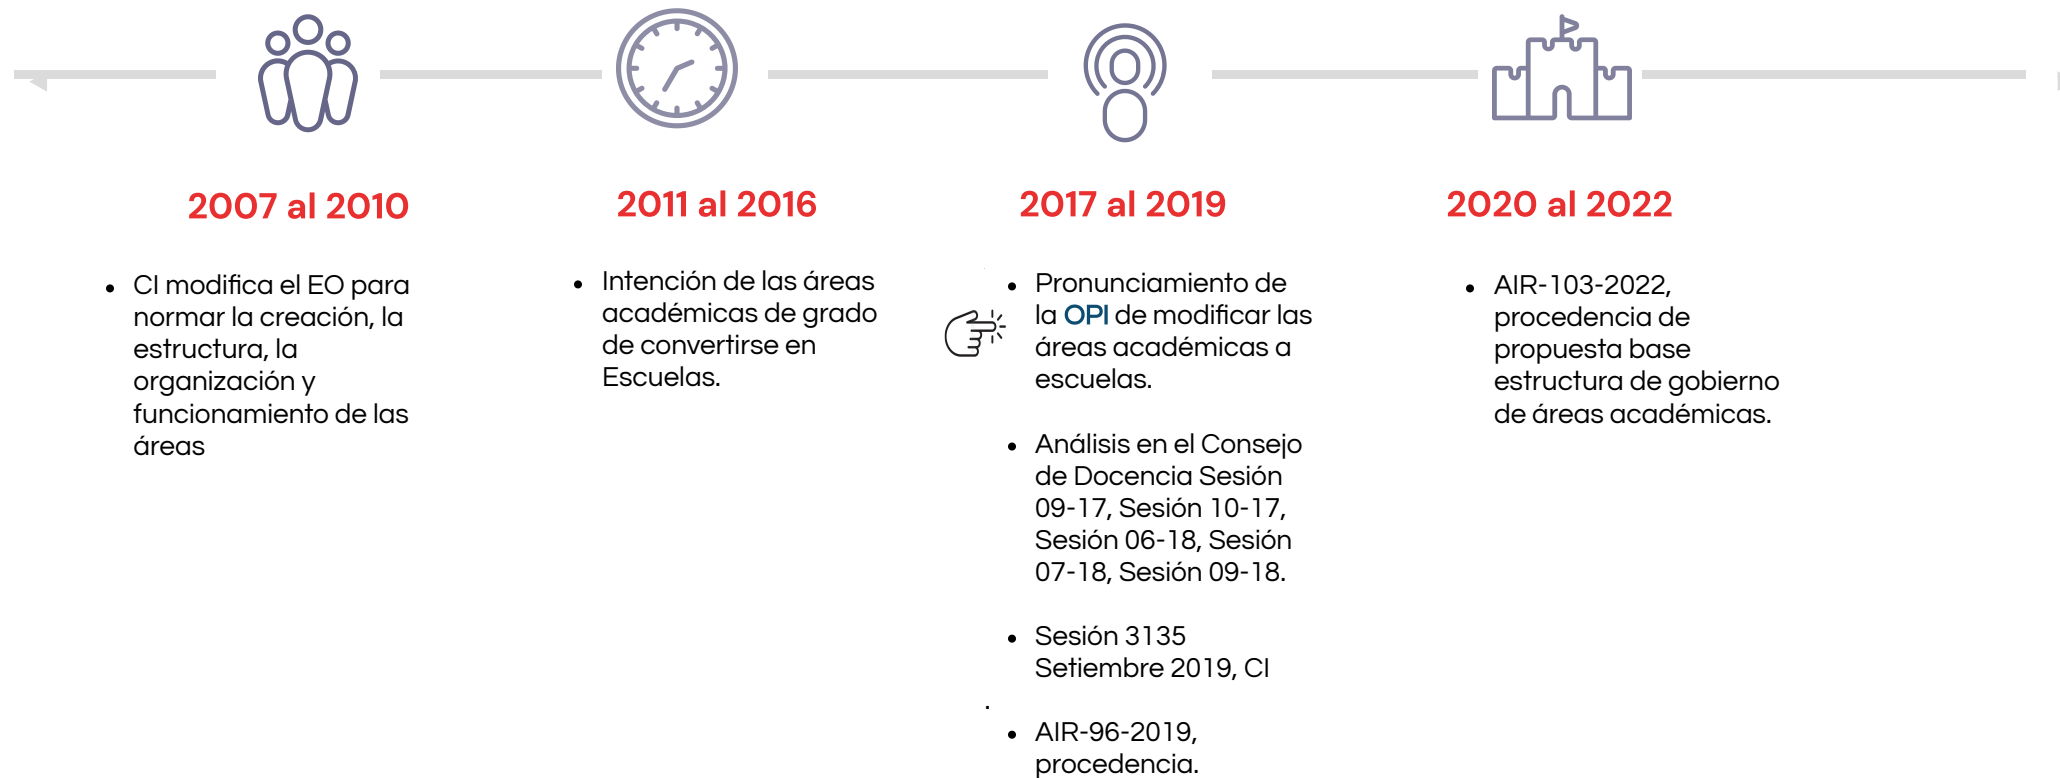 2007 al 2010
CI modifica el EO para
normar la creación, la
estructura, la
organización y
funcionamiento de las
áreas
2011 al 2016
Intención de las áreas
académicas de grado
de convertirse en
Escuelas.
2017 al 2019
Pronunciamiento de
la OPI de modificar las
áreas académicas a
escuelas.
Análisis en el Consejo
de Docencia Sesión
09-17, Sesión 10-17,
Sesión 06-18, Sesión
07-18, Sesión 09-18.
Sesión 3135
Setiembre 2019, CI
.
AIR-96-2019,
procedencia.
2020 al 2022
AIR-103-2022,
procedencia de
propuesta base
estructura de gobierno
de áreas académicas.